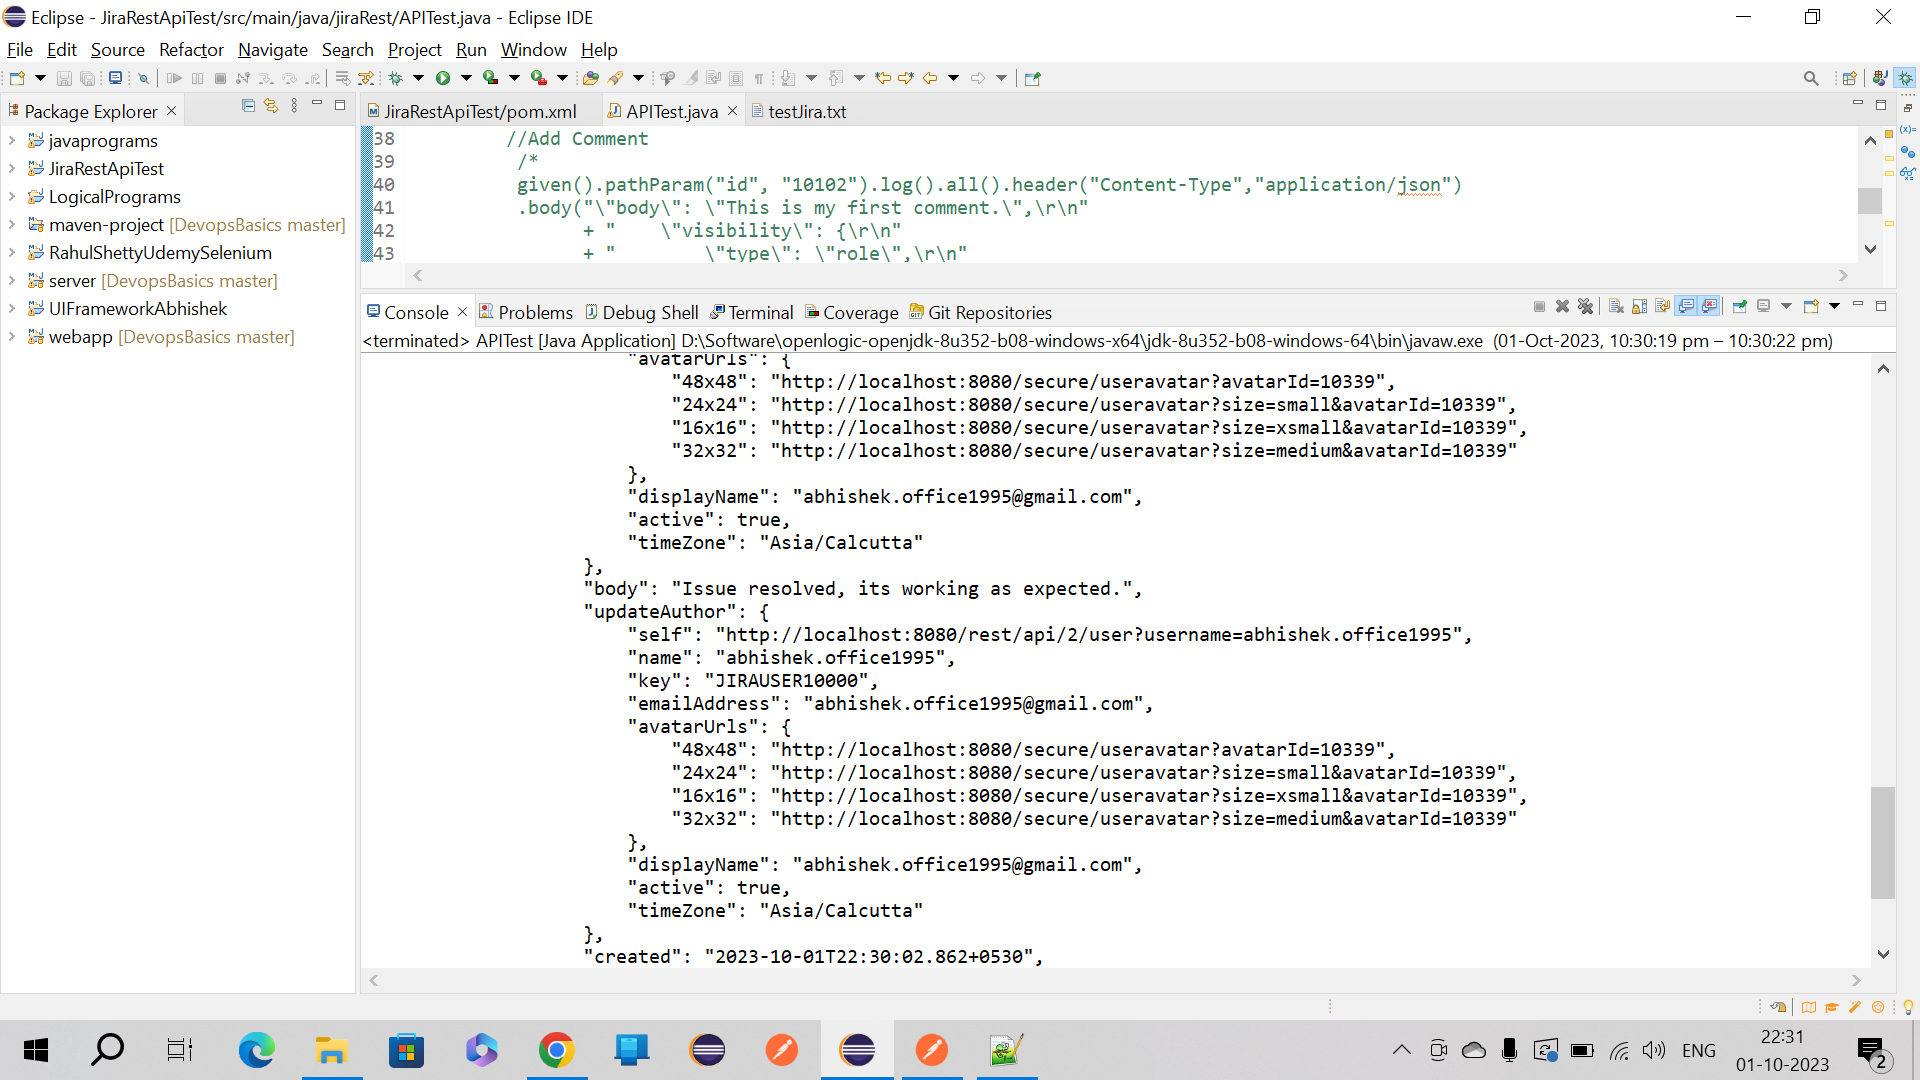 Eclipse - JiraRestApiTest/src/main/java/jiraRest/APITest.java - Eclipse IDE
File Edit Source Refactor Navigate Search Project Run Window Help
Package Explorer
JiraRestApiTest/pom.xml APITest.java testJira.txt
javaprograms
JiraRestApiTest
LogicalPrograms
maven-project [DevopsBasics master]
RahulShettyUdemySelenium
server [DevopsBasics master]
UIFrameworkAbhishek
webapp [DevopsBasics master]
38 //Add Comment
39 /*
40 given().pathParam("id", "10102").log().all().header("Content-Type","application/json")
41 .body("\"body\": \"This is my first comment.\",\r\n"
42 + "    \"visibility\": {\r\n"
43 + "        \"type\": \"role\",\r\n"
Console Problems Debug Shell Terminal Coverage Git Repositories
<terminated> APITest [Java Application] D:\Software\openlogic-openjdk-8u352-b08-windows-x64\jdk-8u352-b08-windows-64\bin\javaw.exe (01-Oct-2023, 10:30:19 pm – 10:30:22 pm)
"avatarUrls": {
"48x48": "http://localhost:8080/secure/useravatar?avatarId=10339",
"24x24": "http://localhost:8080/secure/useravatar?size=small&avatarId=10339",
"16x16": "http://localhost:8080/secure/useravatar?size=xsmall&avatarId=10339",
"32x32": "http://localhost:8080/secure/useravatar?size=medium&avatarId=10339"
},
"displayName": "abhishek.office1995@gmail.com",
"active": true,
"timeZone": "Asia/Calcutta"
},
"body": "Issue resolved, its working as expected.",
"updateAuthor": {
"self": "http://localhost:8080/rest/api/2/user?username=abhishek.office1995",
"name": "abhishek.office1995",
"key": "JIRAUSER10000",
"emailAddress": "abhishek.office1995@gmail.com",
"avatarUrls": {
"48x48": "http://localhost:8080/secure/useravatar?avatarId=10339",
"24x24": "http://localhost:8080/secure/useravatar?size=small&avatarId=10339",
"16x16": "http://localhost:8080/secure/useravatar?size=xsmall&avatarId=10339",
"32x32": "http://localhost:8080/secure/useravatar?size=medium&avatarId=10339"
},
"displayName": "abhishek.office1995@gmail.com",
"active": true,
"timeZone": "Asia/Calcutta"
},
"created": "2023-10-01T22:30:02.862+0530",
ENG
22:31
01-10-2023
2